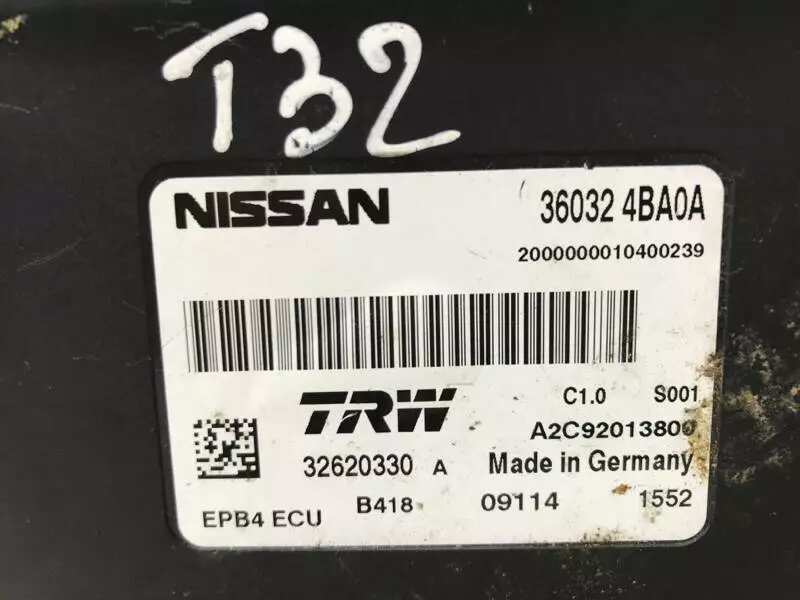 T32
NISSAN 36032 4BA0A
2000000010400239
TRW C1.0 S001
A2C92013800
32620330 A Made in Germany
EPB4 ECU B418 09114 1552